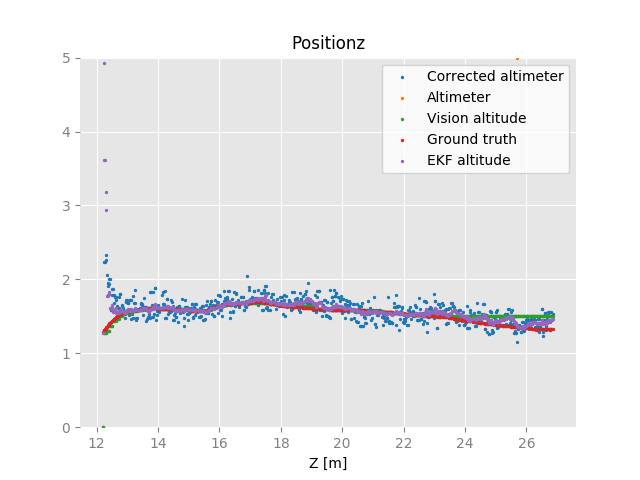 Positionz
5
4
3
2
1
0
Corrected altimeter
Altimeter
Vision altitude
Ground truth
EKF altitude
12 14 16 18 20 22 24 26
Z [m]